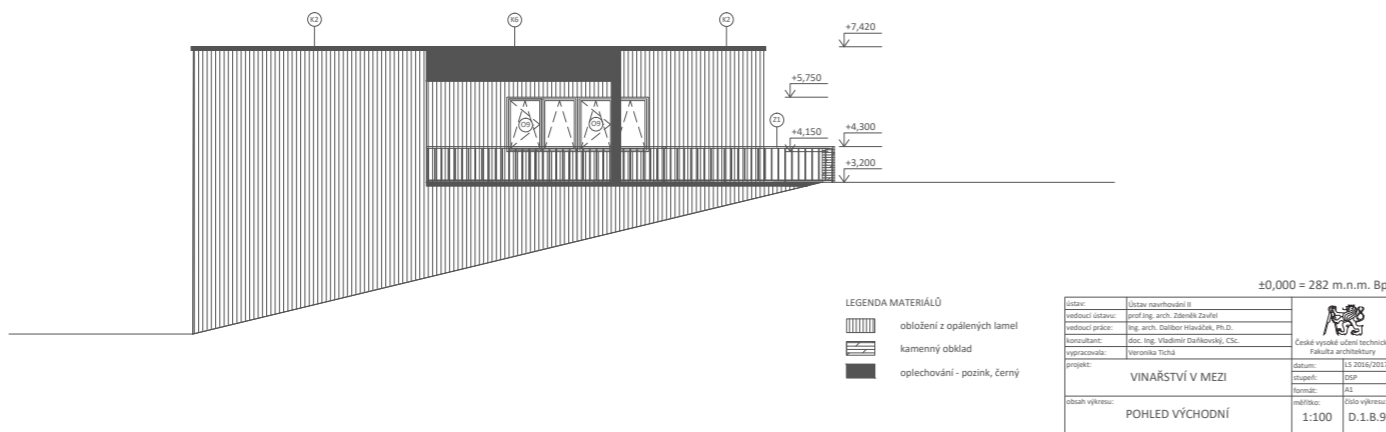 K2
K6
K2
+7,420
+5,750
O9
O9
Z1
+4,150
+4,300
+3,200
±0,000 = 282 m.n.m. Bp
LEGENDA MATERIÁLŮ
obložení z opálených lamel
kamenný obklad
oplechování - pozink, černý
ústav: Ústav navrhování II
vedoucí ústavu: prof.Ing. arch. Zdeněk Zavřel
vedoucí práce: Ing. arch. Dalibor Hlaváček, Ph.D.
konzultant: doc. Ing. Vladimír Daňkovský, CSc.
vypracovala: Veronika Tichá
České vysoké učení technick
Fakulta architektury
projekt:
VINAŘSTVÍ V MEZI
datum: LS 2016/2017
stupeň: DSP
formát: A1
obsah výkresu:
POHLED VÝCHODNÍ
měřítko: číslo výkresu:
1:100 D.1.B.9